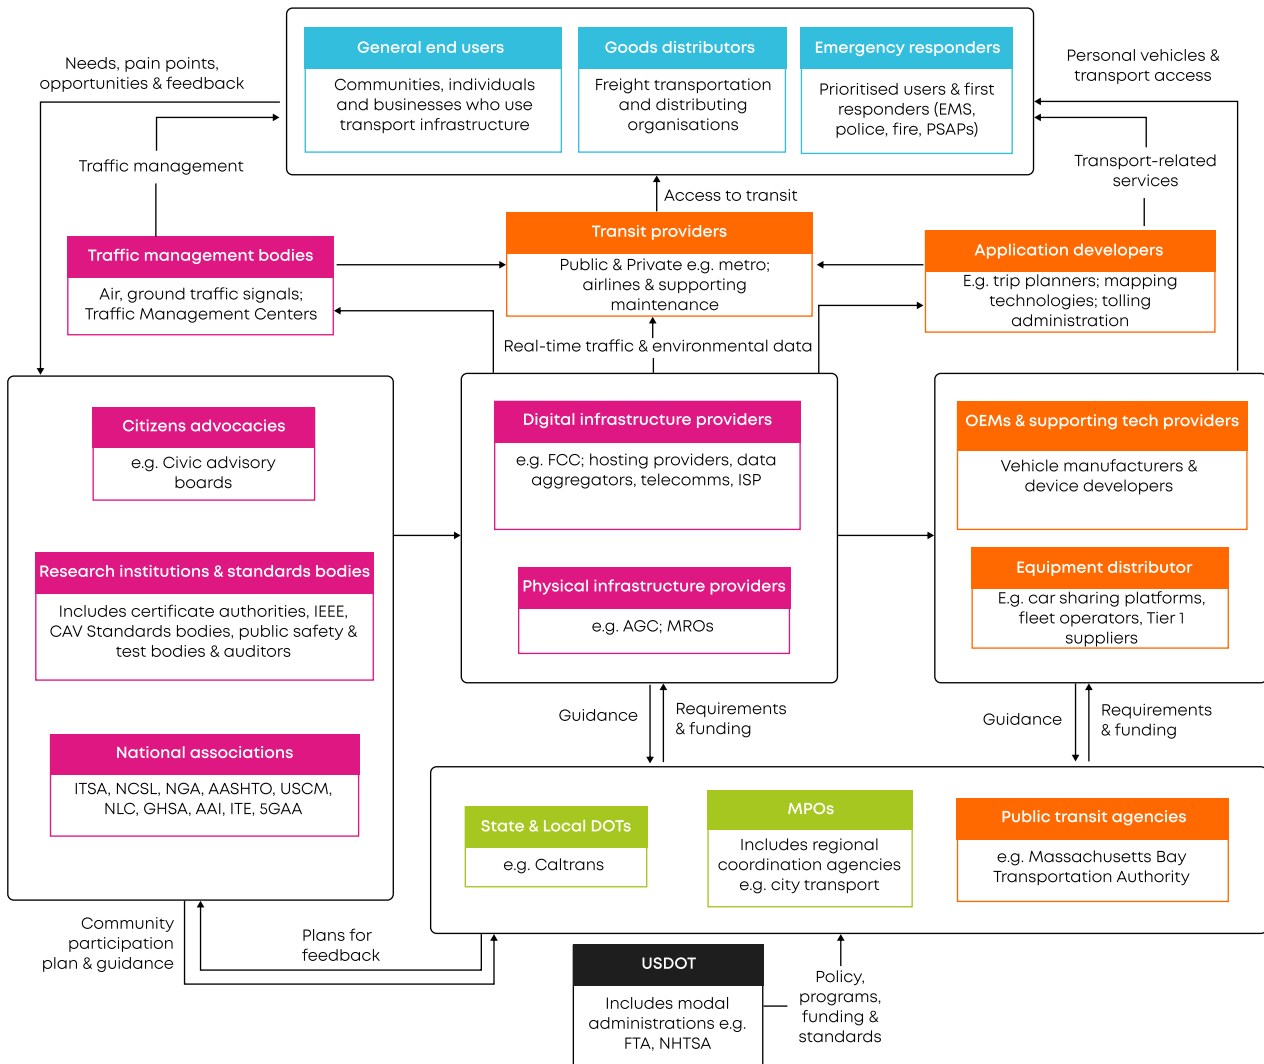 General end users
Communities, individuals
and businesses who use
transport infrastructure
Goods distributors
Freight transportation
and distributing
organisations
Emergency responders
Prioritised users & first
responders (EMS,
police, fire, PSAPs)
Needs, pain points,
opportunities & feedback
Personal vehicles &
transport access
Traffic management
Transport-related
services
Access to transit
Traffic management bodies
Air, ground traffic signals;
Traffic Management Centers
Transit providers
Public & Private e.g. metro;
airlines & supporting
maintenance
Application developers
E.g. trip planners; mapping
technologies; tolling
administration
Real-time traffic & environmental data
Citizens advocacies
e.g. Civic advisory
boards
Research institutions & standards bodies
Includes certificate authorities, IEEE,
CAV Standards bodies, public safety &
test bodies & auditors
National associations
ITSA, NCSL, NGA, AASHTO, USCM,
NLC, GHSA, AAI, ITE, 5GAA
Digital infrastructure providers
e.g. FCC; hosting providers, data
aggregators, telecomms, ISP
Physical infrastructure providers
e.g. AGC; MROs
OEMs & supporting tech providers
Vehicle manufacturers &
device developers
Equipment distributor
E.g. car sharing platforms,
fleet operators, Tier 1
suppliers
Guidance
Requirements
& funding
Guidance
Requirements
& funding
State & Local DOTs
e.g. Caltrans
MPOs
Includes regional
coordination agencies
e.g. city transport
Public transit agencies
e.g. Massachusetts Bay
Transportation Authority
Community
participation
plan & guidance
Plans for
feedback
USDOT
Includes modal
administrations e.g.
FTA, NHTSA
Policy,
programs,
funding &
standards